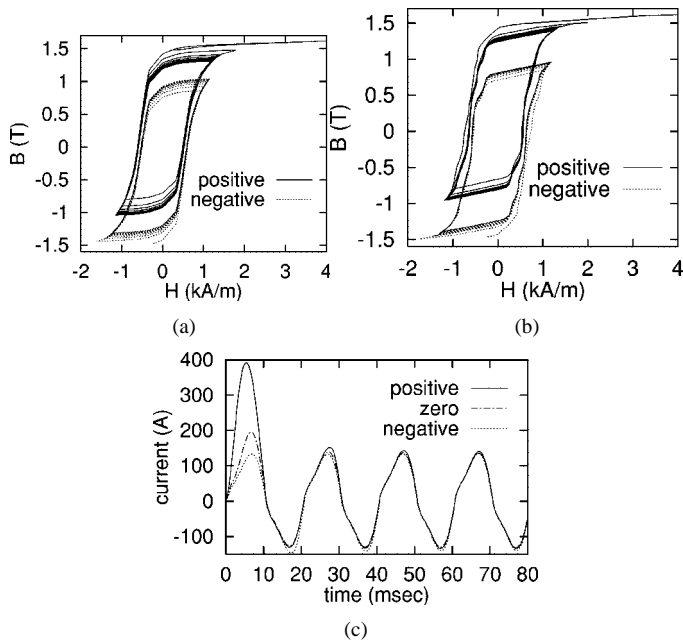 1.5
1
0.5
0
-0.5
-1
-1.5
B (T)
positive
negative
-2 -1 0 1 2 3 4
H (kA/m)
(a)
1.5
1
0.5
0
-0.5
-1
-1.5
B (T)
positive
negative
-2 -1 0 1 2 3 4
H (kA/m)
(b)
400
300
200
100
0
-100
current (A)
positive
zero
negative
0 10 20 30 40 50 60 70 80
time (msec)
(c)